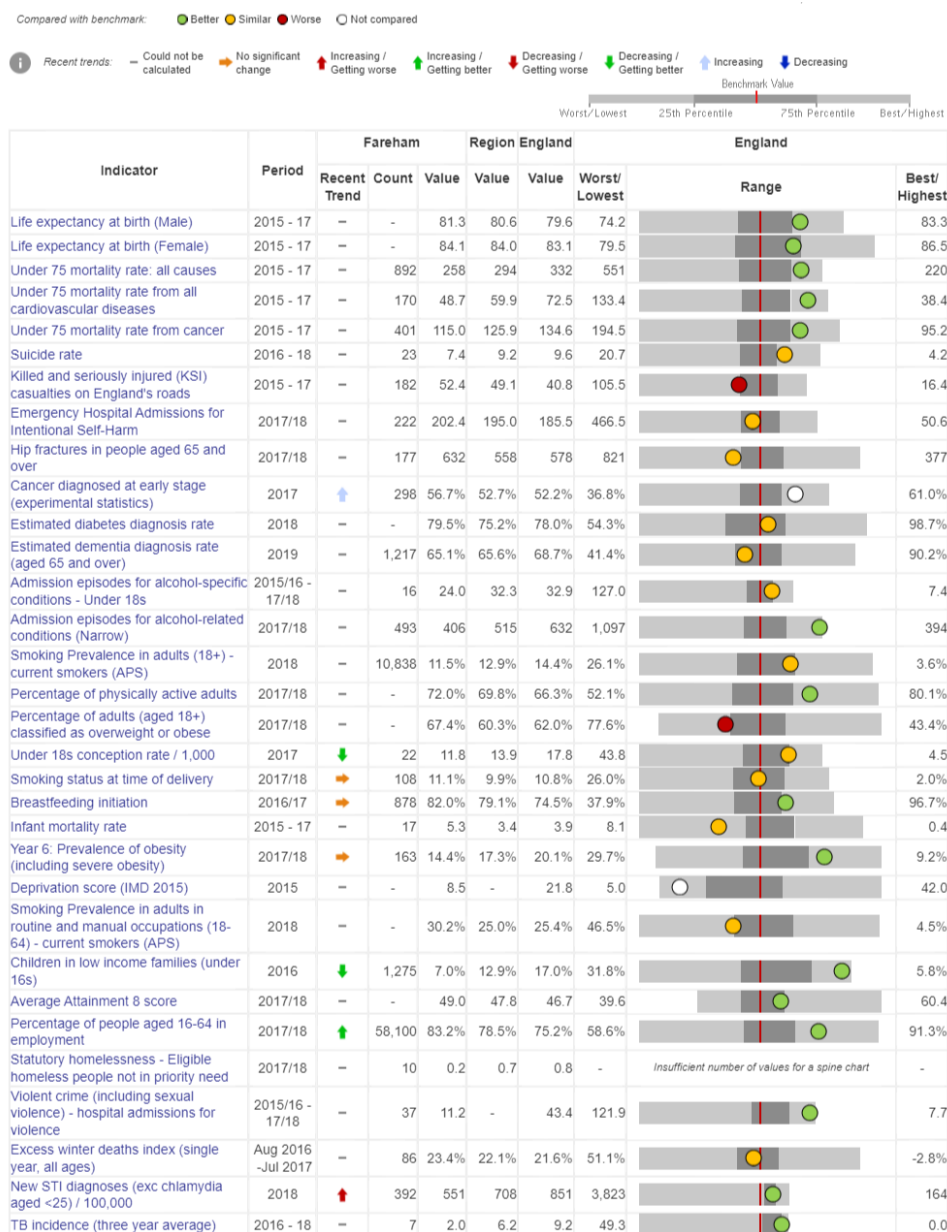 Compared with benchmark: Better Similar Worse Not compared
Recent trends: – Could not be calculated No significant change Increasing / Getting worse Increasing / Getting better Decreasing / Getting worse Decreasing / Getting better Increasing Decreasing
Benchmark Value
Worst/Lowest 25th Percentile 75th Percentile Best/Highest
Indicator Period Fareham Region England England
Recent Trend Count Value Value Value Worst/ Lowest Range Best/ Highest
Life expectancy at birth (Male) 2015 - 17 – - 81.3 80.6 79.6 74.2 83.3
Life expectancy at birth (Female) 2015 - 17 – - 84.1 84.0 83.1 79.5 86.5
Under 75 mortality rate: all causes 2015 - 17 – 892 258 294 332 551 220
Under 75 mortality rate from all cardiovascular diseases 2015 - 17 – 170 48.7 59.9 72.5 133.4 38.4
Under 75 mortality rate from cancer 2015 - 17 – 401 115.0 125.9 134.6 194.5 95.2
Suicide rate 2016 - 18 – 23 7.4 9.2 9.6 20.7 4.2
Killed and seriously injured (KSI) casualties on England's roads 2015 - 17 – 182 52.4 49.1 40.8 105.5 16.4
Emergency Hospital Admissions for Intentional Self-Harm 2017/18 – 222 202.4 195.0 185.5 466.5 50.6
Hip fractures in people aged 65 and over 2017/18 – 177 632 558 578 821 377
Cancer diagnosed at early stage (experimental statistics) 2017 298 56.7% 52.7% 52.2% 36.8% 61.0%
Estimated diabetes diagnosis rate 2018 – - 79.5% 75.2% 78.0% 54.3% 98.7%
Estimated dementia diagnosis rate (aged 65 and over) 2019 – 1,217 65.1% 65.6% 68.7% 41.4% 90.2%
Admission episodes for alcohol-specific conditions - Under 18s 2015/16 - 17/18 – 16 24.0 32.3 32.9 127.0 7.4
Admission episodes for alcohol-related conditions (Narrow) 2017/18 – 493 406 515 632 1,097 394
Smoking Prevalence in adults (18+) - current smokers (APS) 2018 – 10,838 11.5% 12.9% 14.4% 26.1% 3.6%
Percentage of physically active adults 2017/18 – - 72.0% 69.8% 66.3% 52.1% 80.1%
Percentage of adults (aged 18+) classified as overweight or obese 2017/18 – - 67.4% 60.3% 62.0% 77.6% 43.4%
Under 18s conception rate / 1,000 2017 22 11.8 13.9 17.8 43.8 4.5
Smoking status at time of delivery 2017/18 108 11.1% 9.9% 10.8% 26.0% 2.0%
Breastfeeding initiation 2016/17 878 82.0% 79.1% 74.5% 37.9% 96.7%
Infant mortality rate 2015 - 17 – 17 5.3 3.4 3.9 8.1 0.4
Year 6: Prevalence of obesity (including severe obesity) 2017/18 163 14.4% 17.3% 20.1% 29.7% 9.2%
Deprivation score (IMD 2015) 2015 – - 8.5 - 21.8 5.0 42.0
Smoking Prevalence in adults in routine and manual occupations (18-64) - current smokers (APS) 2018 – - 30.2% 25.0% 25.4% 46.5% 4.5%
Children in low income families (under 16s) 2016 1,275 7.0% 12.9% 17.0% 31.8% 5.8%
Average Attainment 8 score 2017/18 – - 49.0 47.8 46.7 39.6 60.4
Percentage of people aged 16-64 in employment 2017/18 58,100 83.2% 78.5% 75.2% 58.6% 91.3%
Statutory homelessness - Eligible homeless people not in priority need 2017/18 – 10 0.2 0.7 0.8 - Insufficient number of values for a spine chart -
Violent crime (including sexual violence) - hospital admissions for violence 2015/16 - 17/18 – 37 11.2 - 43.4 121.9 7.7
Excess winter deaths index (single year, all ages) Aug 2016 -Jul 2017 – 86 23.4% 22.1% 21.6% 51.1% -2.8%
New STI diagnoses (exc chlamydia aged <25) / 100,000 2018 392 551 708 851 3,823 164
TB incidence (three year average) 2016 - 18 – 7 2.0 6.2 9.2 49.3 0.8